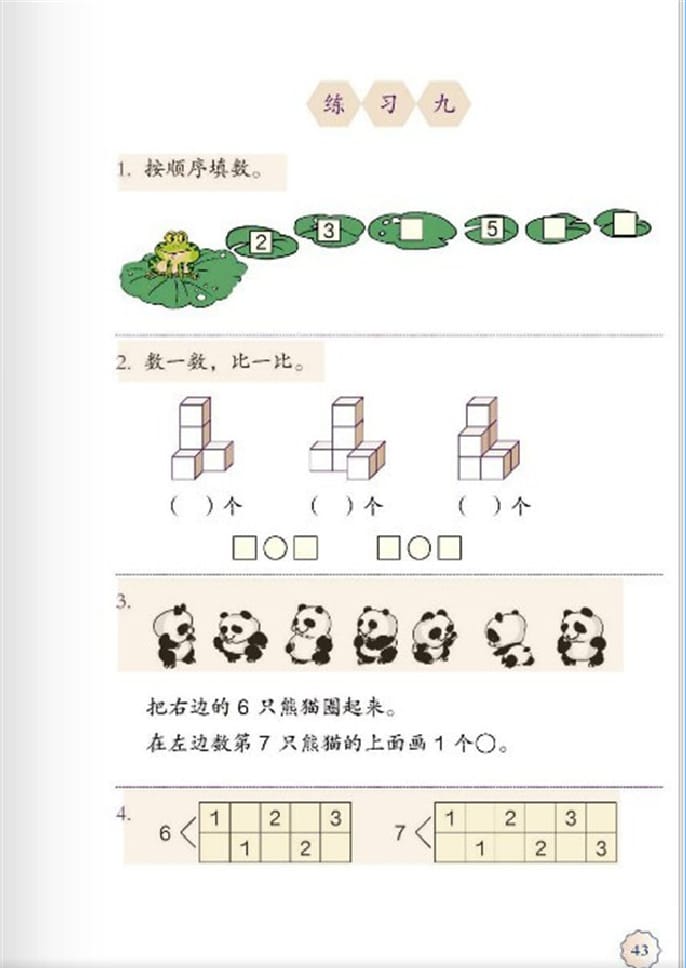 练习九
1. 按顺序填数。
2 3 5
2. 数一数，比一比。
（ ）个 （ ）个 （ ）个
3.
把右边的 6 只熊猫圈起来。
在左边数第 7 只熊猫的上面画 1 个○。
4.
6 1 2 3 7 1 2 3
1 2 1 2 3
43